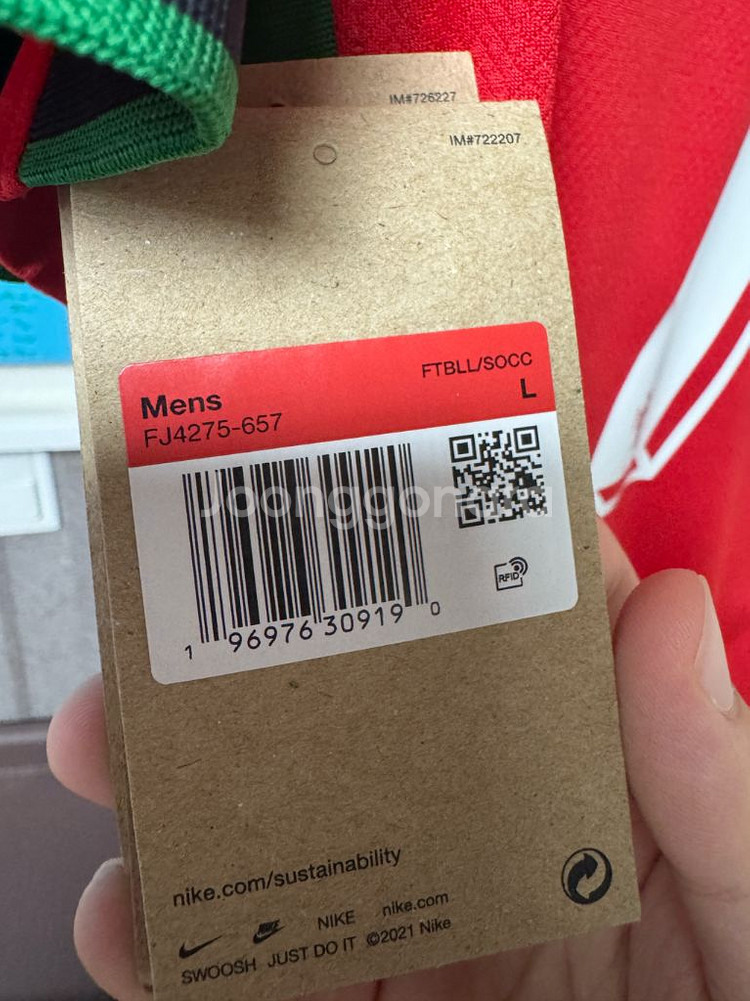 IM#726227
IM#722207
Mens
FTBLL/SOCC
FJ4275-657
L
Joonggonara
RFID
1 96976 30919 0
nike.com/sustainability
NIKE nike.com
SWOOSH JUST DO IT ©2021 Nike